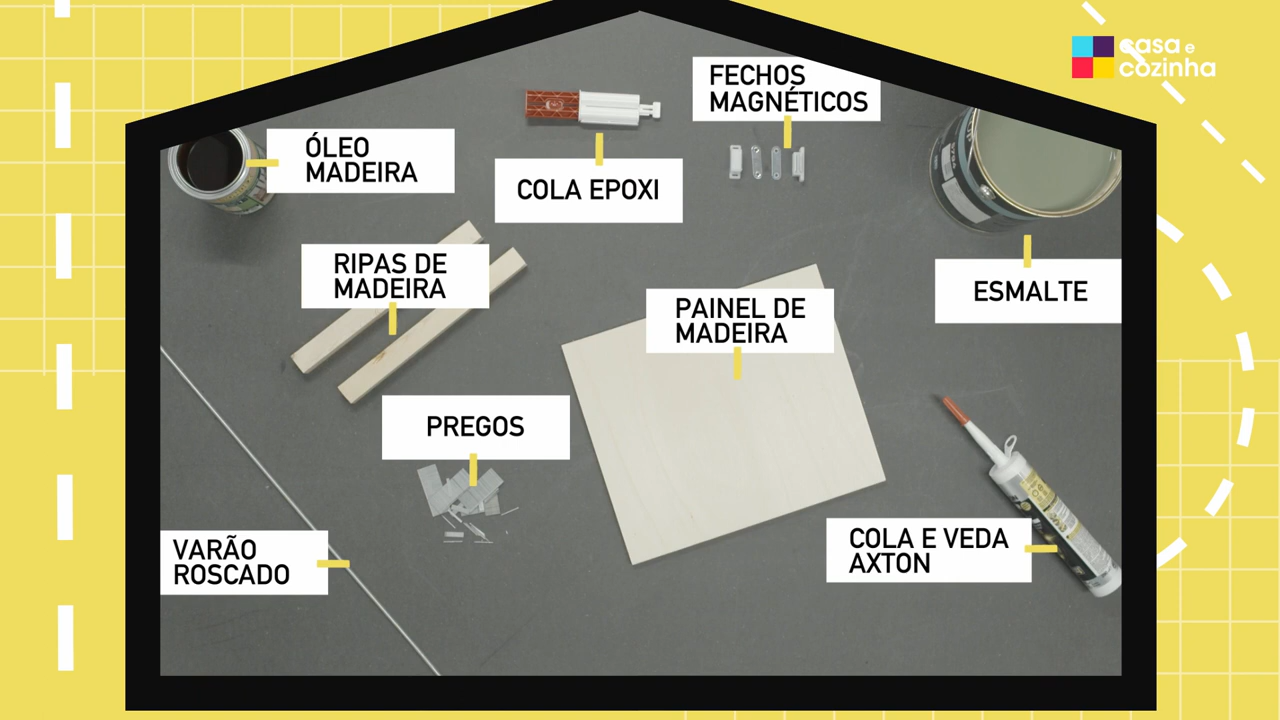 casa e
cozinha
FECHOS
MAGNÉTICOS
ÓLEO
MADEIRA
COLA EPOXI
RIPAS DE
MADEIRA
ESMALTE
PAINEL DE
MADEIRA
PREGOS
COLA E VEDA
AXTON
VARÃO
ROSCADO